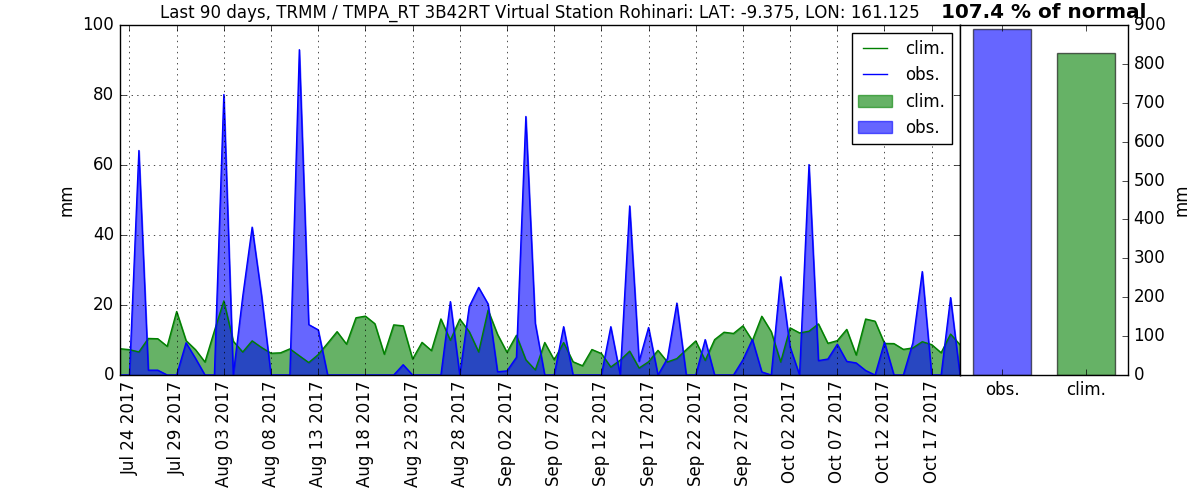 Last 90 days, TRMM / TMPA_RT 3B42RT Virtual Station Rohinari: LAT: -9.375, LON: 161.125
107.4 % of normal
100
80
60
40
20
0
mm
clim.
obs.
clim.
obs.
900
800
700
600
500
400
300
200
100
0
mm
Jul 24 2017
Jul 29 2017
Aug 03 2017
Aug 08 2017
Aug 13 2017
Aug 18 2017
Aug 23 2017
Aug 28 2017
Sep 02 2017
Sep 07 2017
Sep 12 2017
Sep 17 2017
Sep 22 2017
Sep 27 2017
Oct 02 2017
Oct 07 2017
Oct 12 2017
Oct 17 2017
obs.
clim.